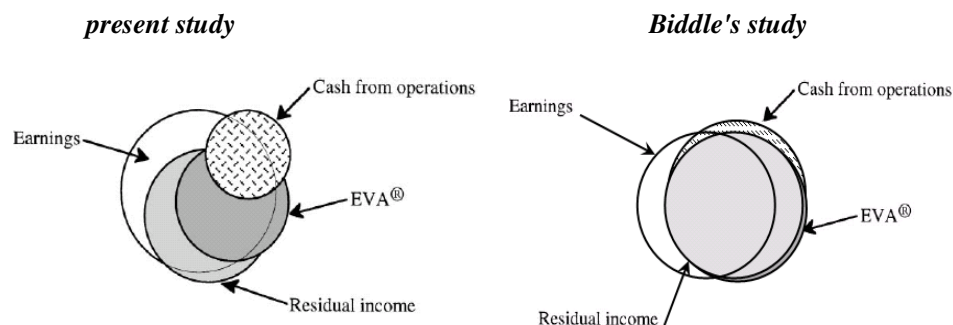 present study
Biddle's study
Cash from operations
Earnings
EVA®
Residual income
Cash from operations
Earnings
EVA®
Residual income